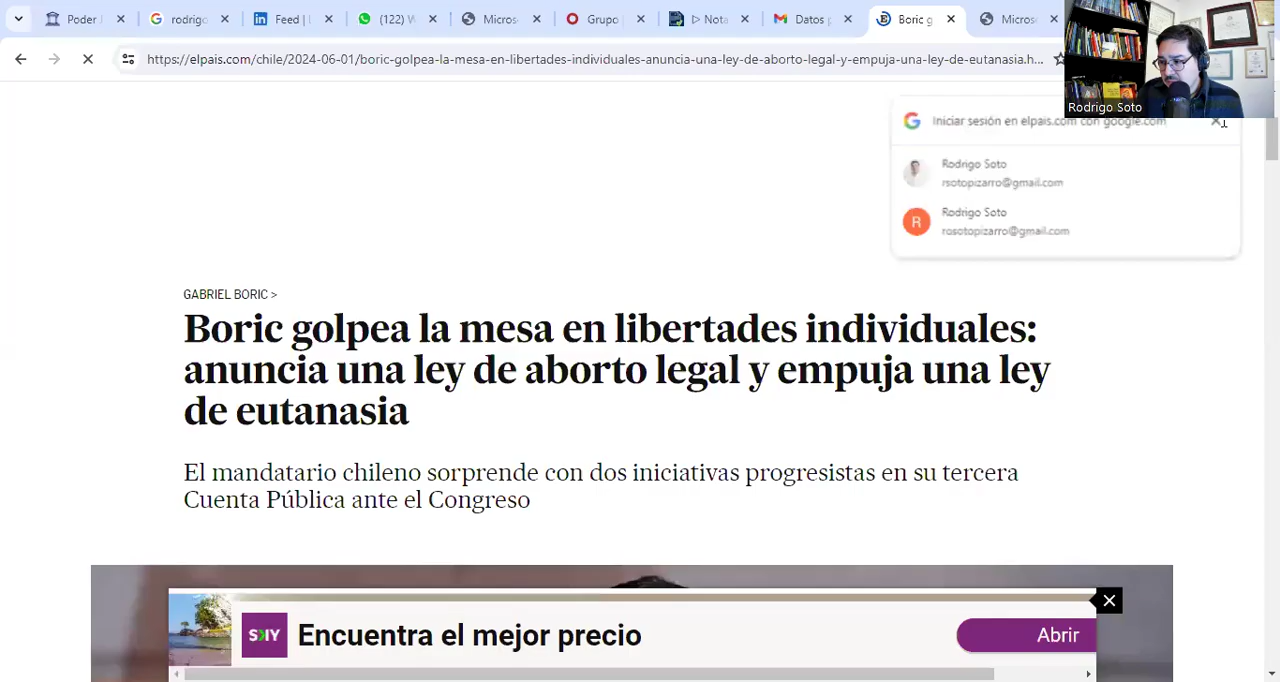 Poder J
rodrigo
Feed | l
(122) W
Micros
Grupo
▷ Nota
Datos p
Boric g
Micros
https://elpais.com/chile/2024-06-01/boric-golpea-la-mesa-en-libertades-individuales-anuncia-una-ley-de-aborto-legal-y-empuja-una-ley-de-eutanasia.h...
Rodrigo Soto
Iniciar sesión en elpais.com con google.com
Rodrigo Soto
rsotopizarro@gmail.com
R
Rodrigo Soto
rosotopizarro@gmail.com
GABRIEL BORIC >
Boric golpea la mesa en libertades individuales:
anuncia una ley de aborto legal y empuja una ley
de eutanasia
El mandatario chileno sorprende con dos iniciativas progresistas en su tercera
Cuenta Pública ante el Congreso
SKY
Encuentra el mejor precio
Abrir